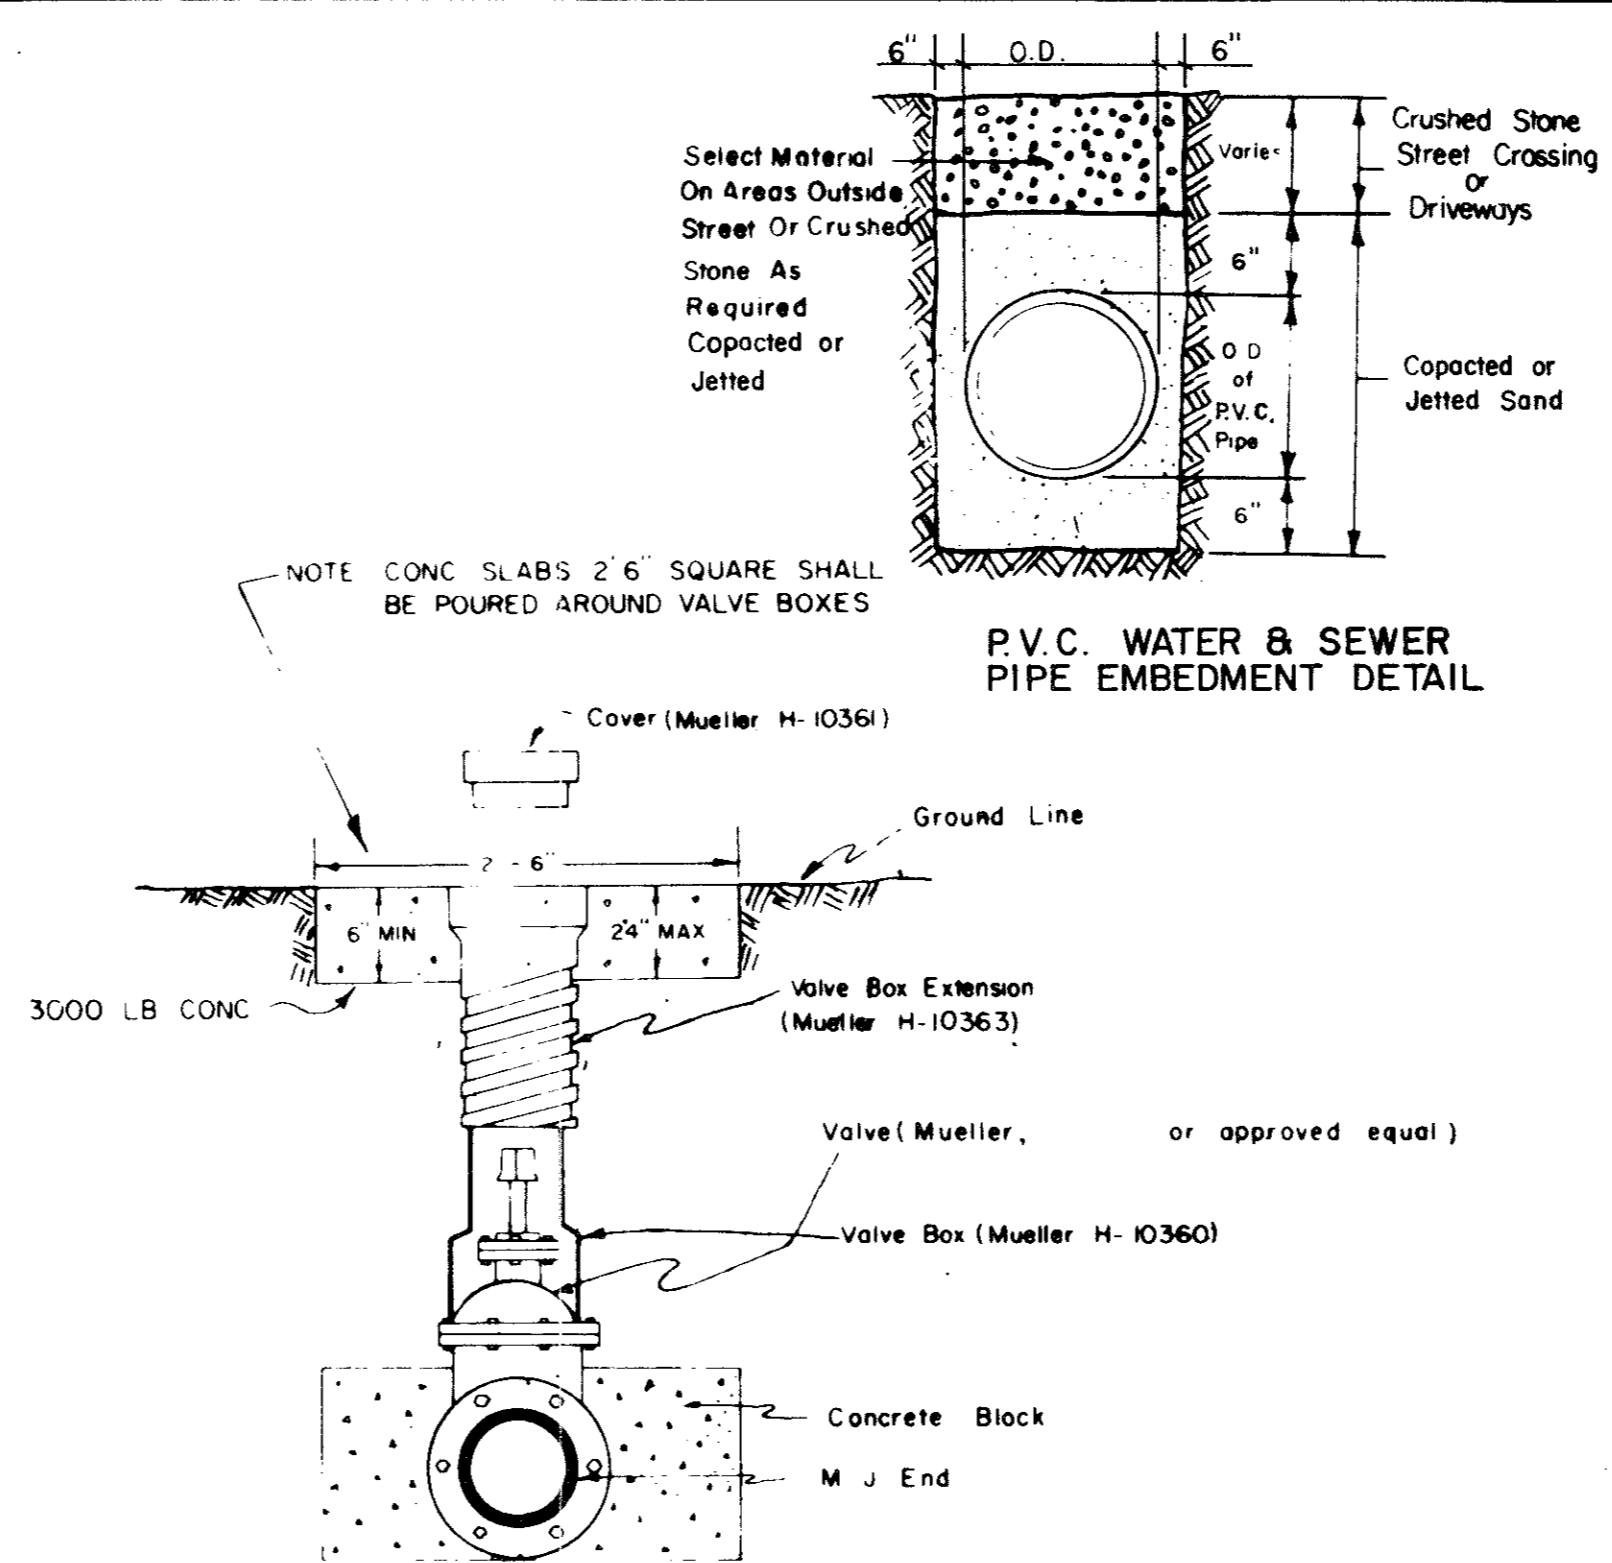 6" O.D. 6"
Select Material
On Areas Outside
Street Or Crushed
Stone As
Required
Copacted or
Jetted
Varies
6"
O D
of
P.V.C.
Pipe
6"
Crushed Stone
Street Crossing
or
Driveways
Copacted or
Jetted Sand
P.V.C. WATER & SEWER
PIPE EMBEDMENT DETAIL
NOTE CONC SLABS 2'6" SQUARE SHALL
BE POURED AROUND VALVE BOXES
Cover (Mueller H-10361)
Ground Line
2 - 6"
6" MIN
24" MAX
3000 LB CONC
Valve Box Extension
(Mueller H-10363)
Valve (Mueller, or approved equal)
Valve Box (Mueller H-10360)
Concrete Block
M J End